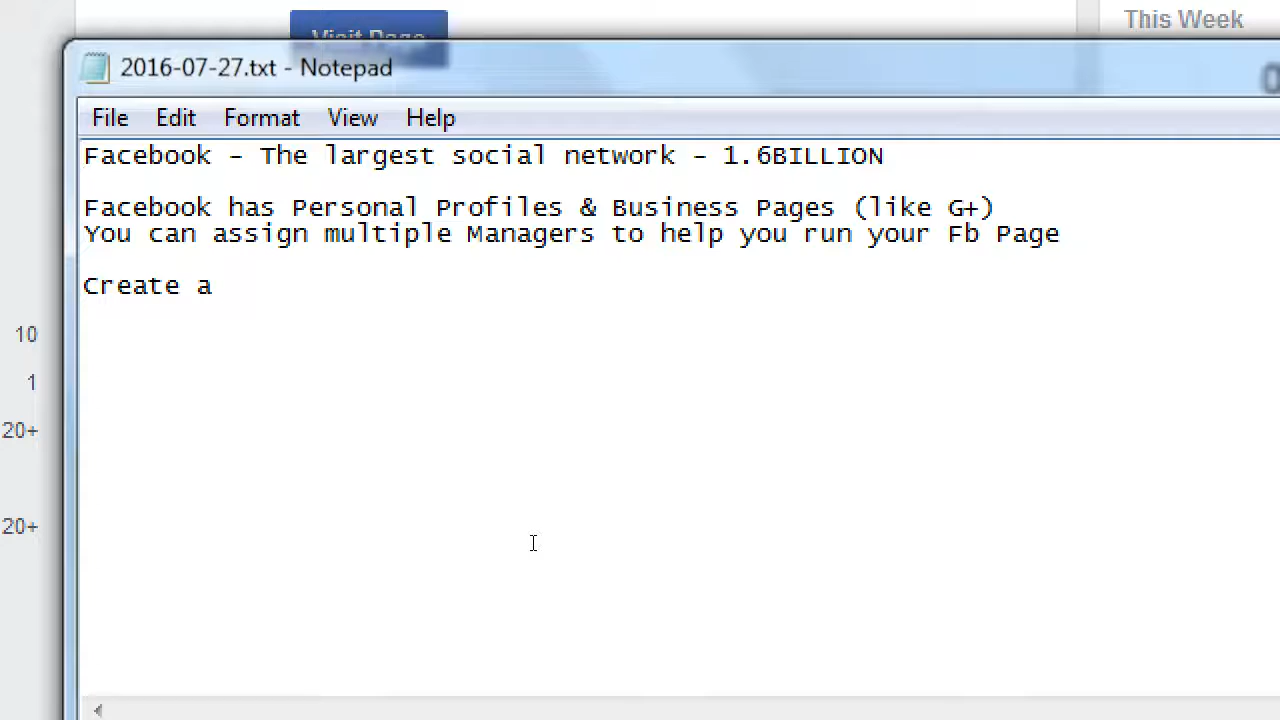 This Week
Visit Page
2016-07-27.txt - Notepad
File Edit Format View Help
Facebook - The largest social network - 1.6BILLION
Facebook has Personal Profiles & Business Pages (like G+)
You can assign multiple Managers to help you run your Fb Page
Create a
10
1
20+
20+